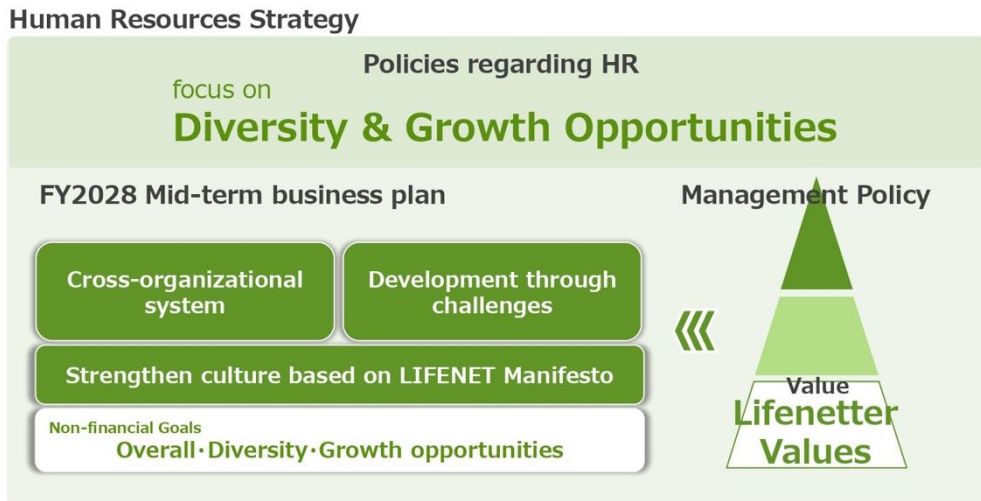 Human Resources Strategy
Policies regarding HR
focus on
Diversity & Growth Opportunities
FY2028 Mid-term business plan
Cross-organizational
system
Development through
challenges
Strengthen culture based on LIFENET Manifesto
Non-financial Goals
Overall･Diversity･Growth opportunities
Management Policy
Value
Lifenetter
Values